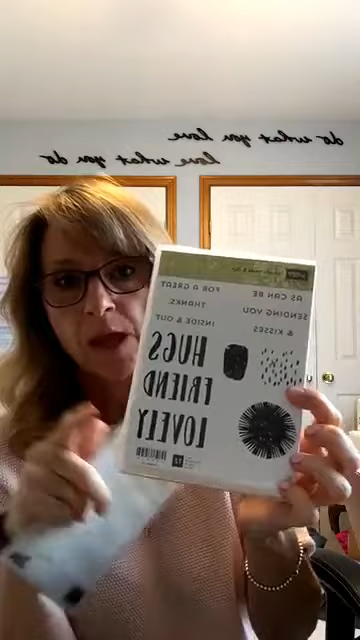 do what you love
love what you do
AS CAN BE
FOR A GREAT
SENDING YOU
THANKS,
& KISSES
INSIDE & OUT
HUGS
FRIEND
LOVELY